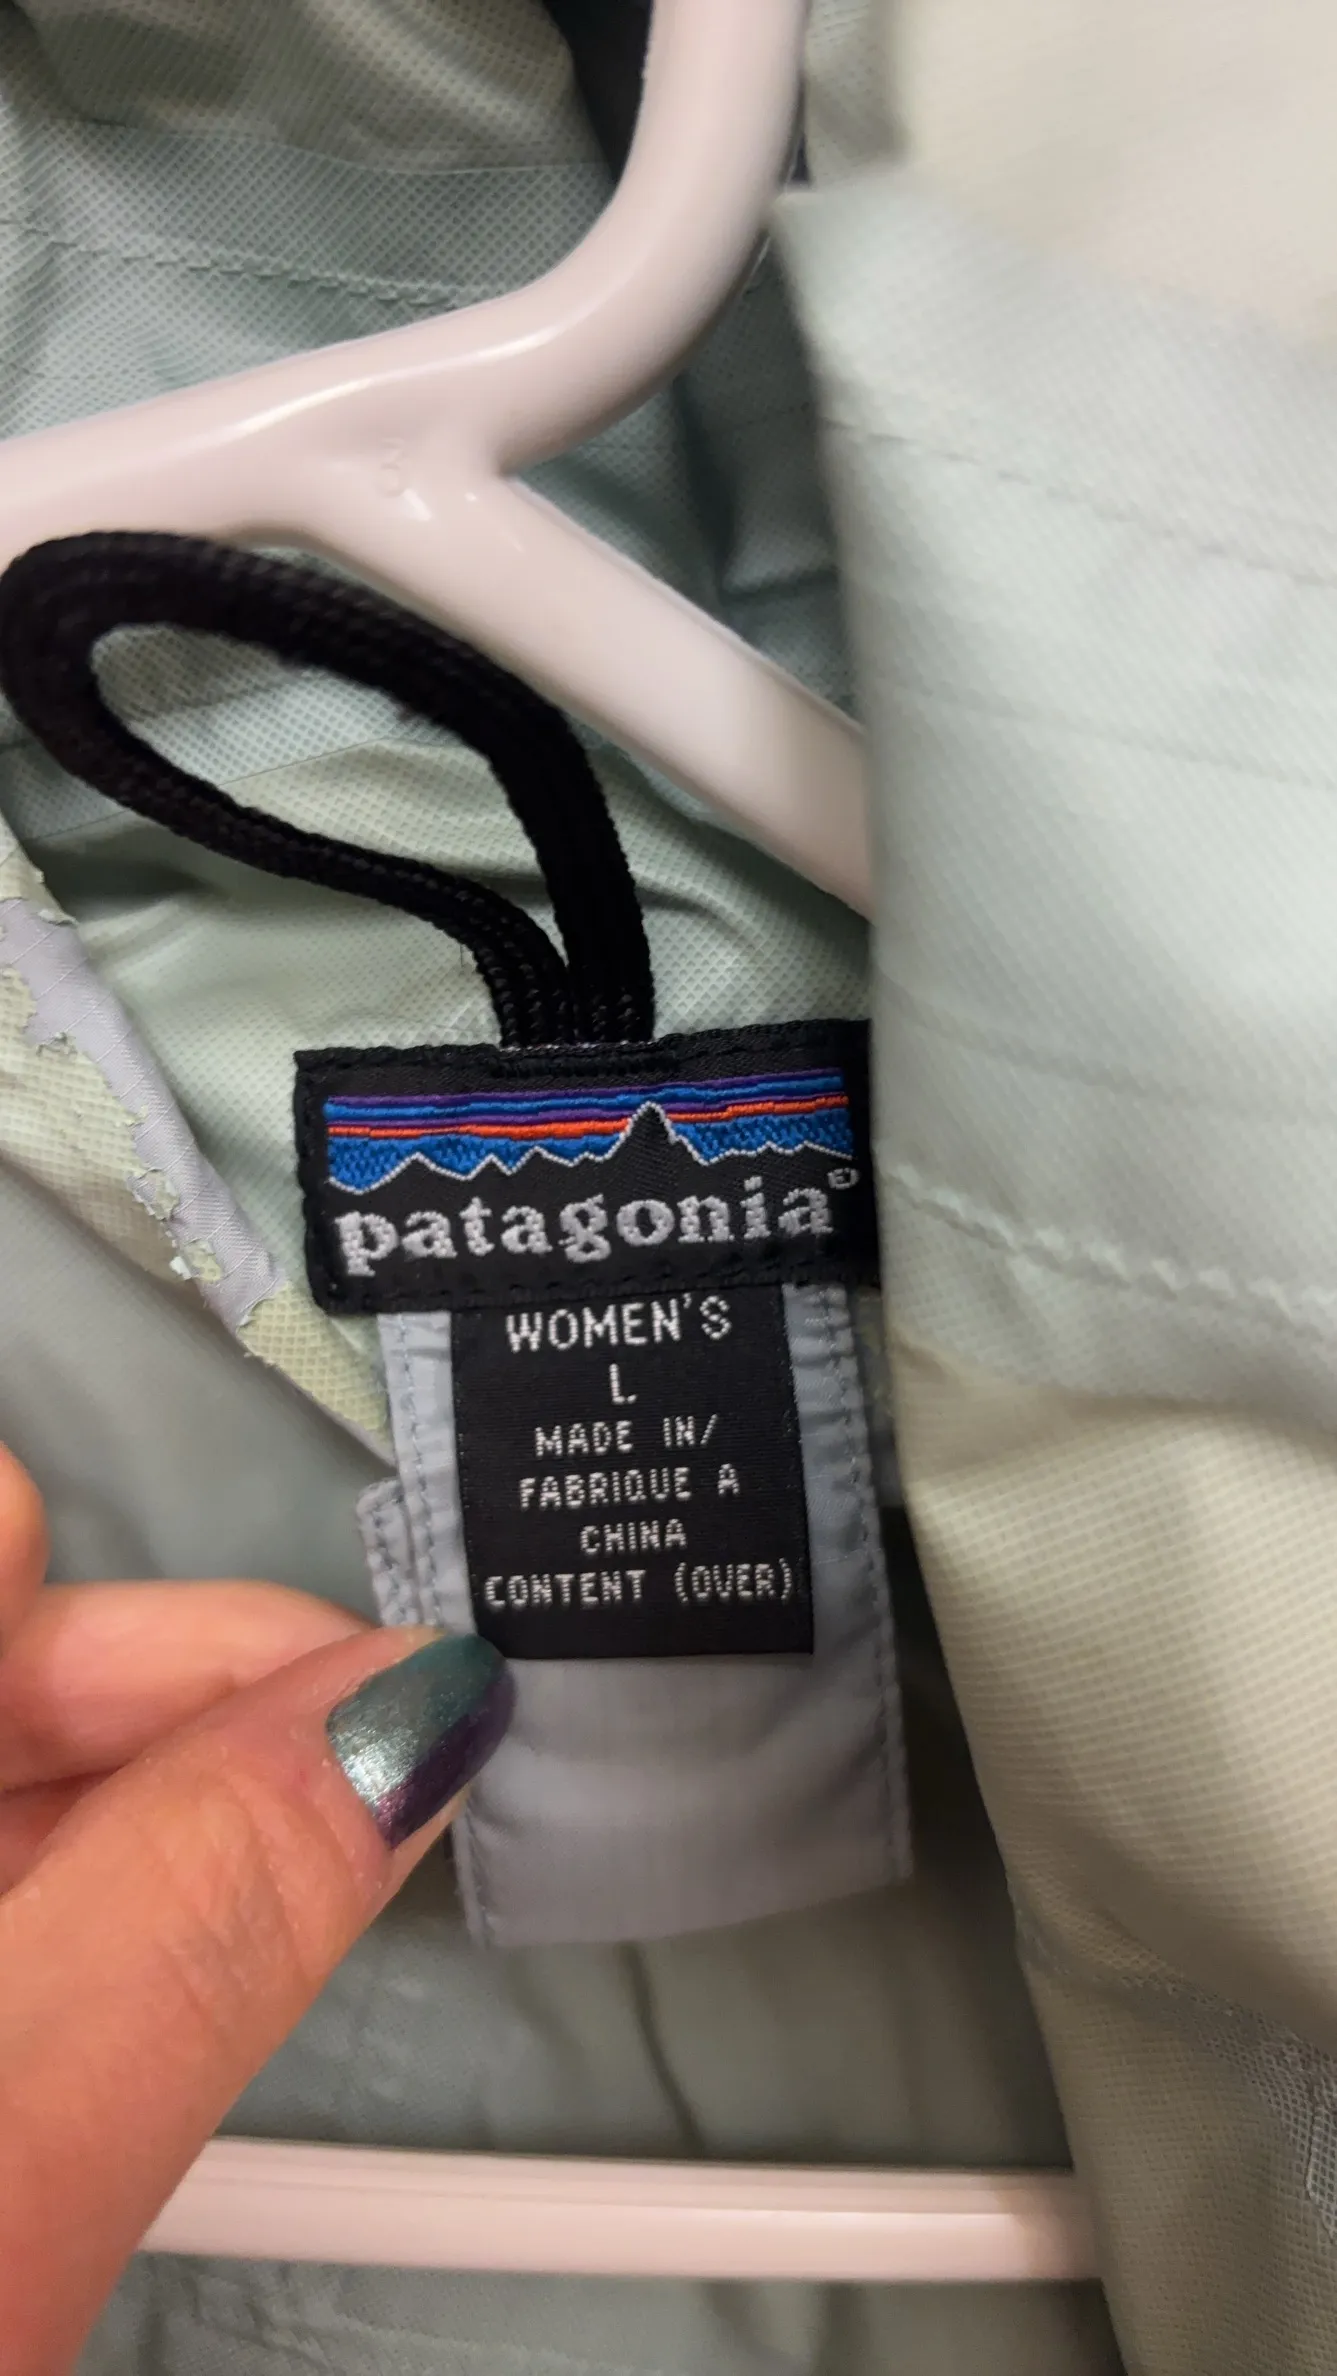 patagonia®
WOMEN'S
L
MADE IN/
FABRIQUE A
CHINA
CONTENT (OVER)